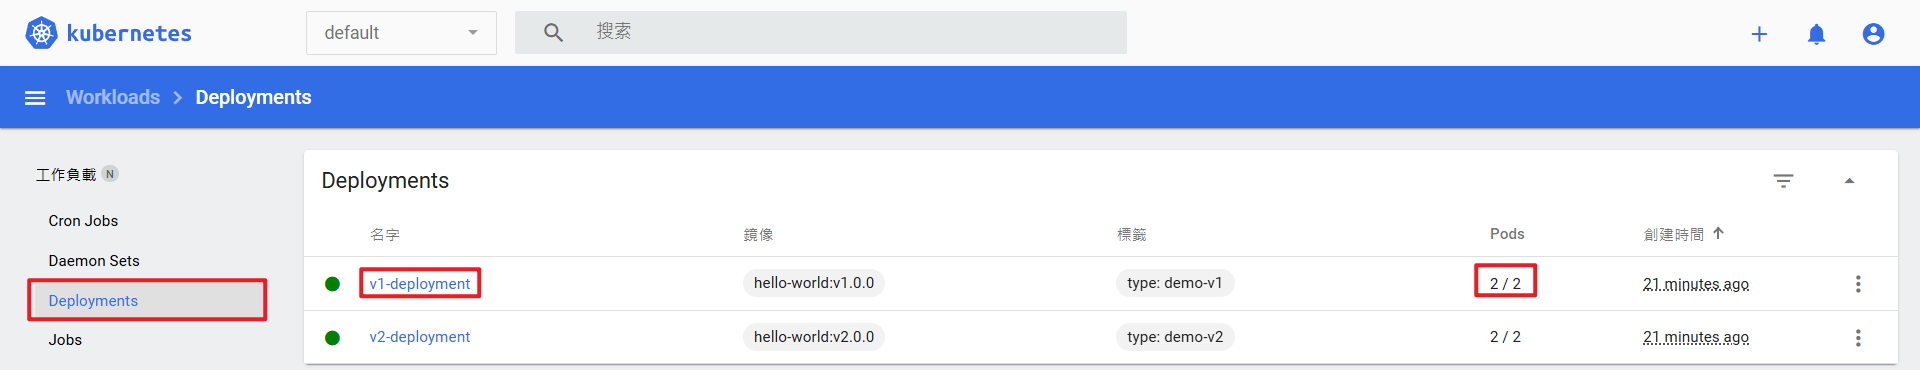 kubernetes default 搜索
Workloads > Deployments
工作負載 N
Cron Jobs
Daemon Sets
Deployments
Jobs
Deployments
名字 鏡像 標籤 Pods 創建時間 ↑
v1-deployment hello-world:v1.0.0 type: demo-v1 2 / 2 21 minutes ago
v2-deployment hello-world:v2.0.0 type: demo-v2 2 / 2 21 minutes ago